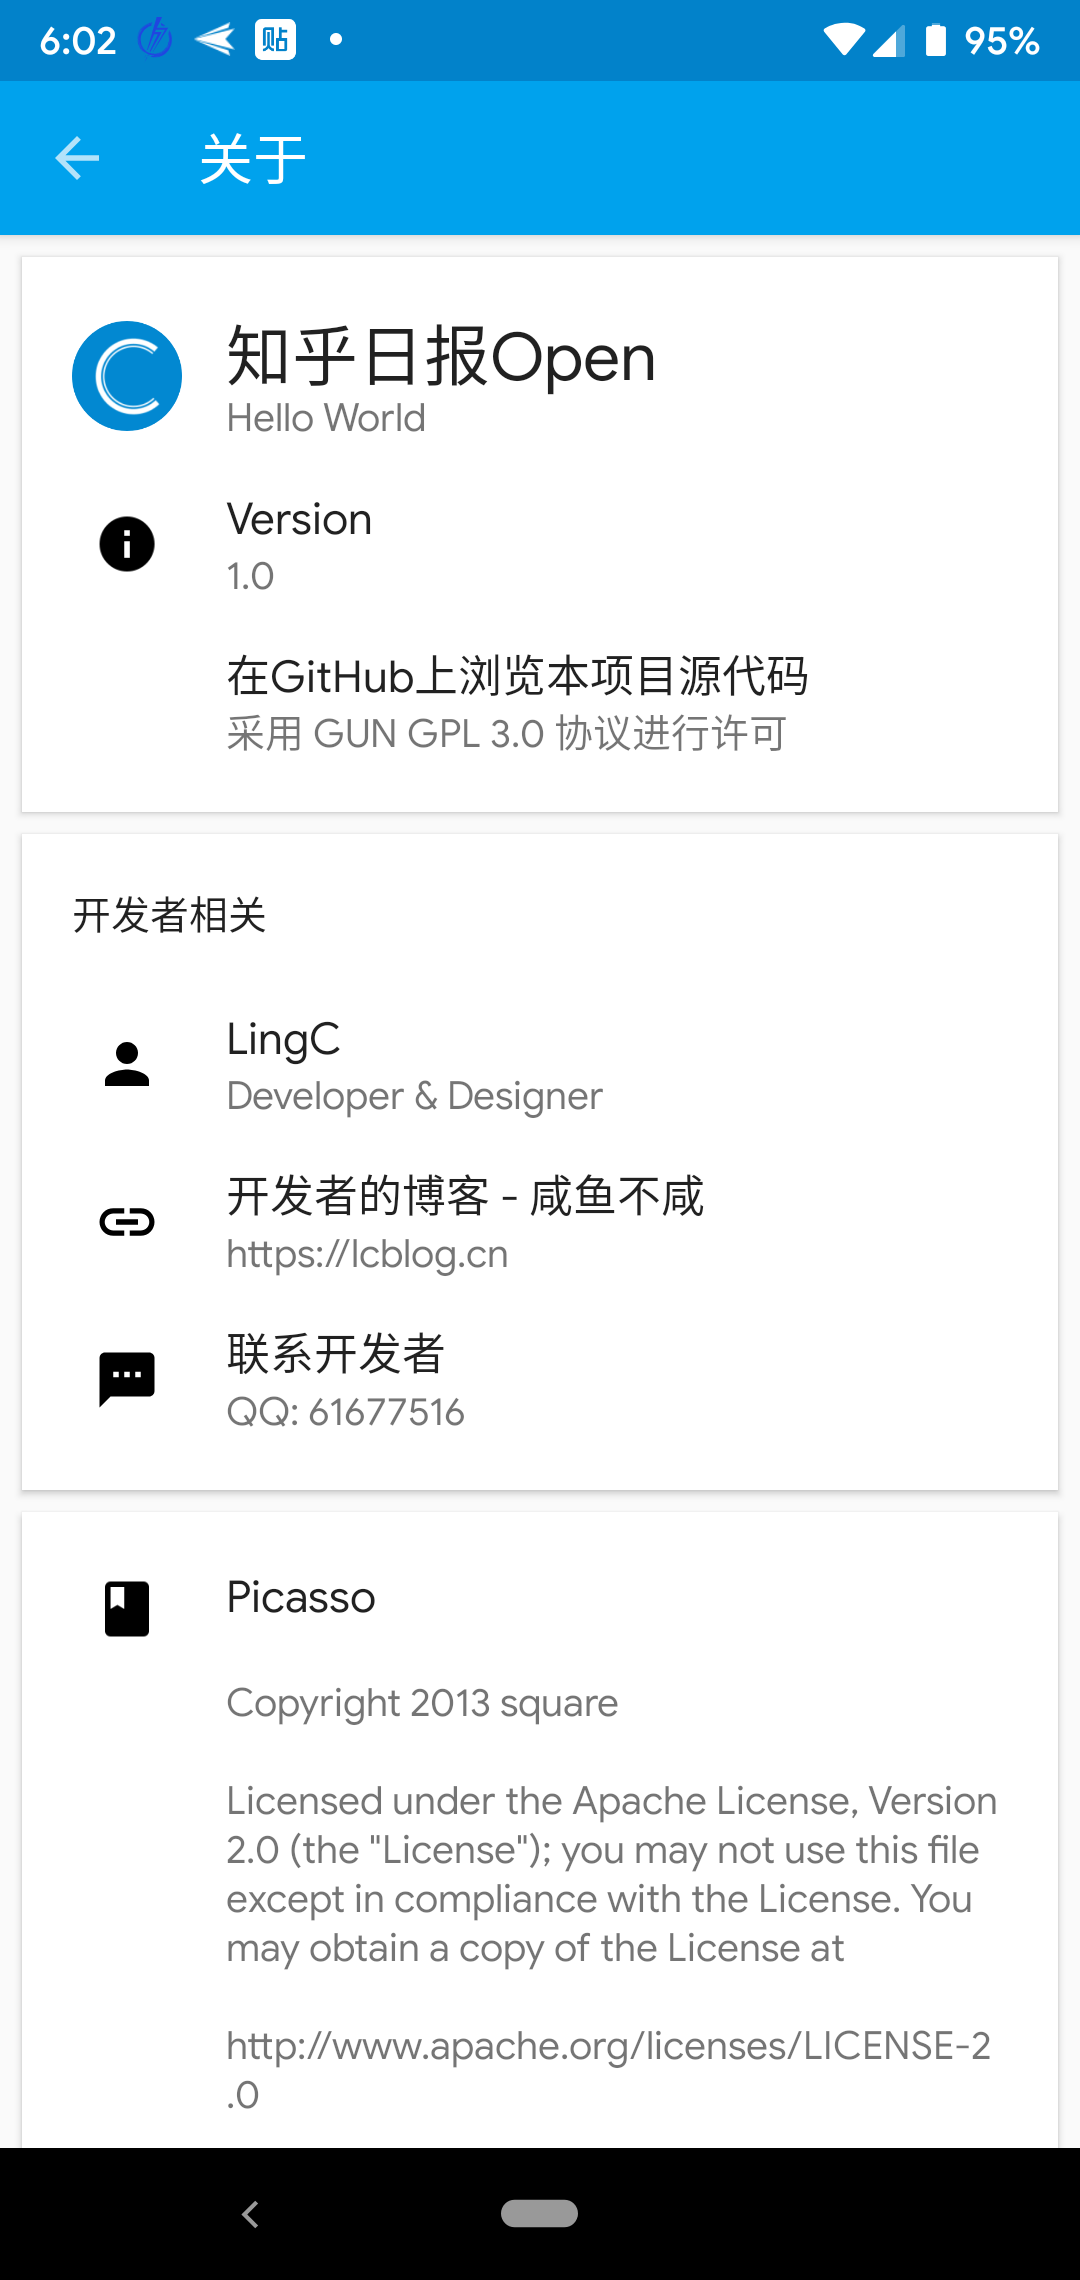 6:02
贴
95%
关于
知乎日报Open
Hello World
Version
1.0
在GitHub上浏览本项目源代码
采用 GUN GPL 3.0 协议进行许可
开发者相关
LingC
Developer & Designer
开发者的博客 - 咸鱼不咸
https://lcblog.cn
联系开发者
QQ: 61677516
Picasso
Copyright 2013 square
Licensed under the Apache License, Version
2.0 (the "License"); you may not use this file
except in compliance with the License. You
may obtain a copy of the License at
http://www.apache.org/licenses/LICENSE-2
.0